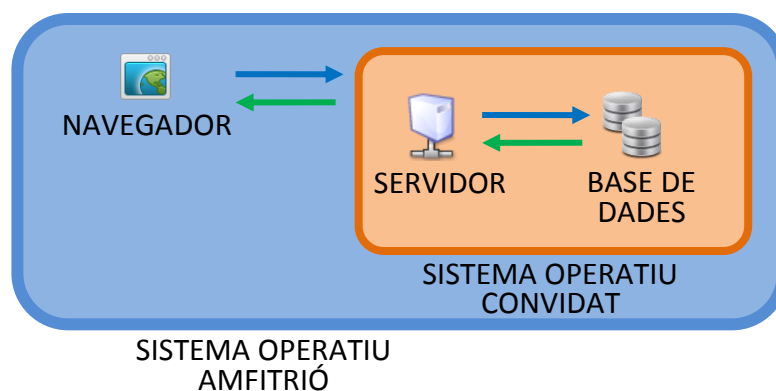 NAVEGADOR
SERVIDOR
BASE DE
DADES
SISTEMA OPERATIU
CONVIDAT
SISTEMA OPERATIU
AMFITRIÓ